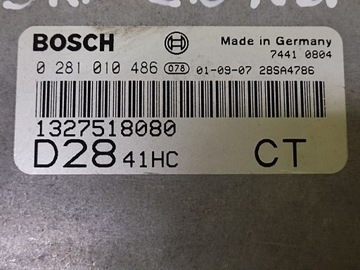 BOSCH
Made in Germany
7441 0804
0 281 010 486 078 01-09-07 28SA4786
1327518080
D28 41HC CT